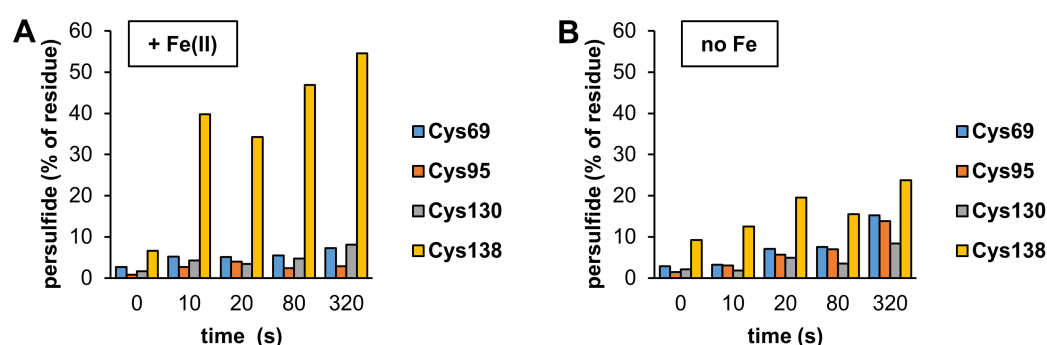 A
+ Fe(II)
persulfide (% of residue)
60
50
40
30
20
10
0
0 10 20 80 320
time (s)
Cys69
Cys95
Cys130
Cys138
B
no Fe
persulfide (% of residue)
60
50
40
30
20
10
0
0 10 20 80 320
time (s)
Cys69
Cys95
Cys130
Cys138